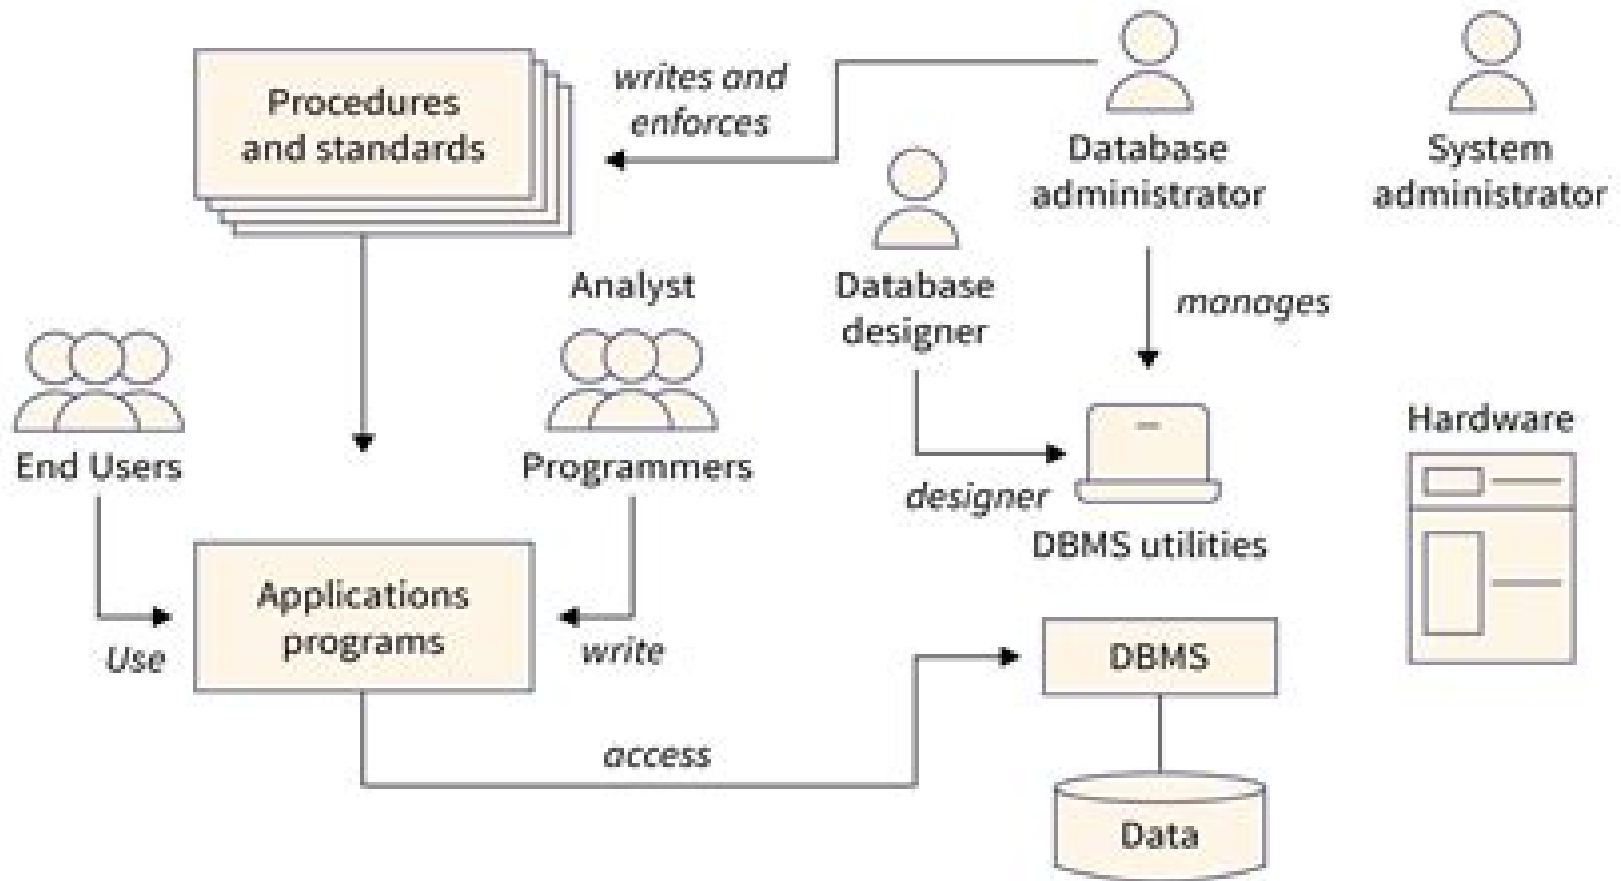 Procedures
and standards
writes and
enforces
Database
administrator
System
administrator
Analyst
Database
designer
manages
End Users
Programmers
designer
DBMS utilities
Hardware
Applications
programs
Use
write
DBMS
access
Data